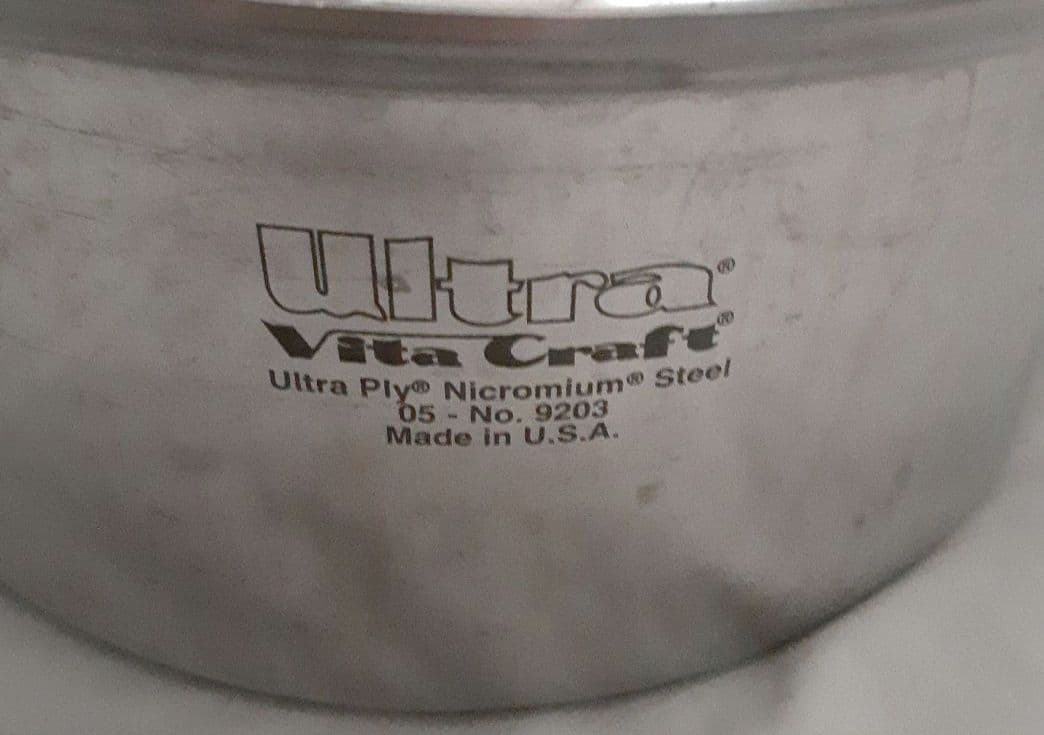 Ultra®
Vita Craft®
Ultra Ply® Nicromium® Steel
05 - No. 9203
Made in U.S.A.